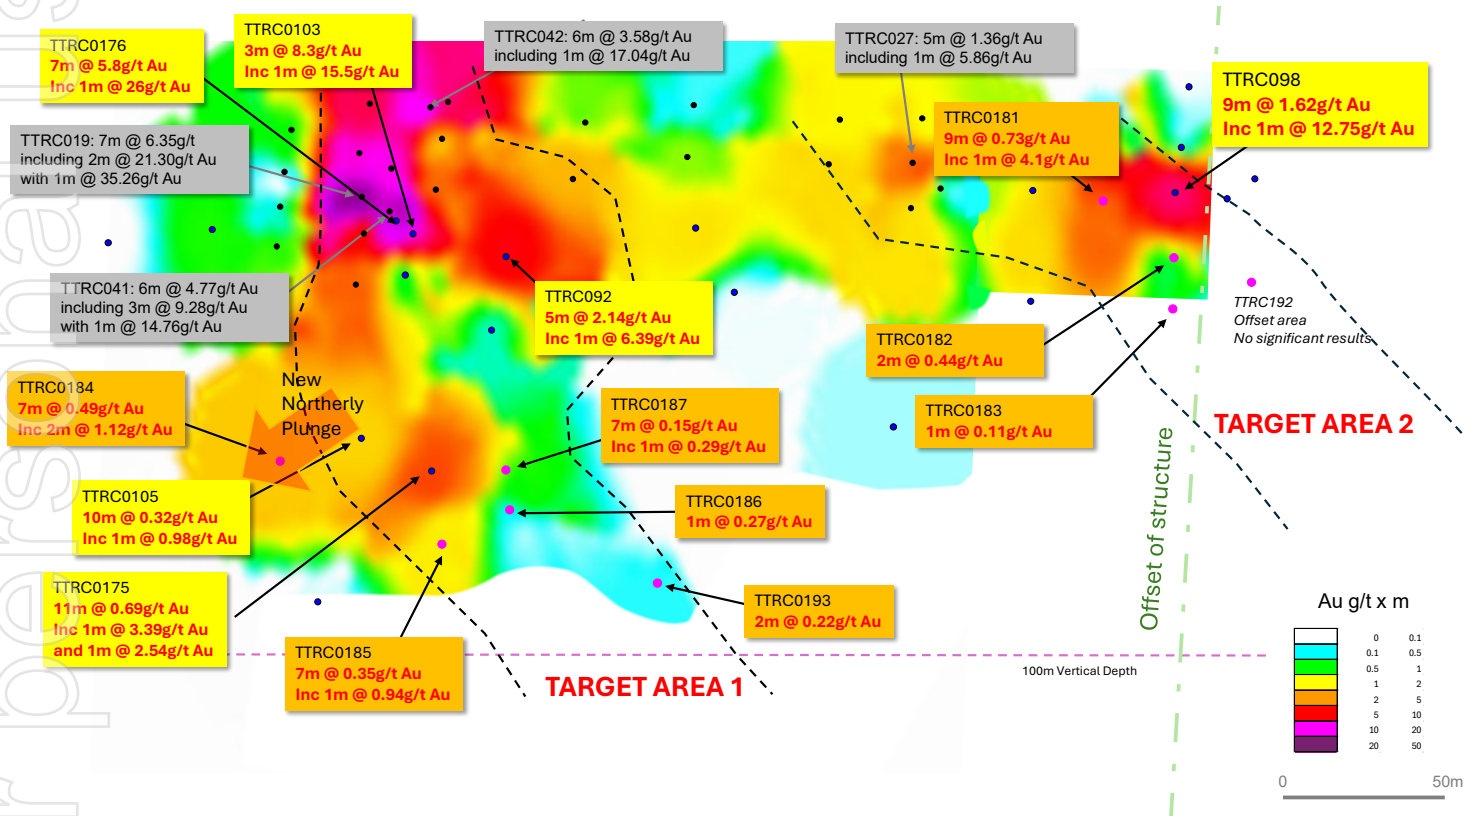 TTRC0176
7m @ 5.8g/t Au
Inc 1m @ 26g/t Au
TTRC0103
3m @ 8.3g/t Au
Inc 1m @ 15.5g/t Au
TTRC042: 6m @ 3.58g/t Au
including 1m @ 17.04g/t Au
TTRC027: 5m @ 1.36g/t Au
including 1m @ 5.86g/t Au
TTRC098
9m @ 1.62g/t Au
Inc 1m @ 12.75g/t Au
TTRC0181
9m @ 0.73g/t Au
Inc 1m @ 4.1g/t Au
TTRC019: 7m @ 6.35g/t
including 2m @ 21.30g/t Au
with 1m @ 35.26g/t Au
TTRC041: 6m @ 4.77g/t Au
including 3m @ 9.28g/t Au
with 1m @ 14.76g/t Au
TTRC092
5m @ 2.14g/t Au
Inc 1m @ 6.39g/t Au
TTRC192
Offset area
No significant results
TTRC0182
2m @ 0.44g/t Au
TTRC0184
7m @ 0.49g/t Au
Inc 2m @ 1.12g/t Au
New
Northerly
Plunge
TTRC0187
7m @ 0.15g/t Au
Inc 1m @ 0.29g/t Au
TTRC0183
1m @ 0.11g/t Au
TARGET AREA 2
TTRC0105
10m @ 0.32g/t Au
Inc 1m @ 0.98g/t Au
TTRC0186
1m @ 0.27g/t Au
Offset of structure
TTRC0175
11m @ 0.69g/t Au
Inc 1m @ 3.39g/t Au
and 1m @ 2.54g/t Au
TTRC0193
2m @ 0.22g/t Au
TTRC0185
7m @ 0.35g/t Au
Inc 1m @ 0.94g/t Au
TARGET AREA 1
100m Vertical Depth
Au g/t x m
0 0.1
0.1 0.5
0.5 1
1 2
2 5
5 10
10 20
20 50
0 50m
r personal us